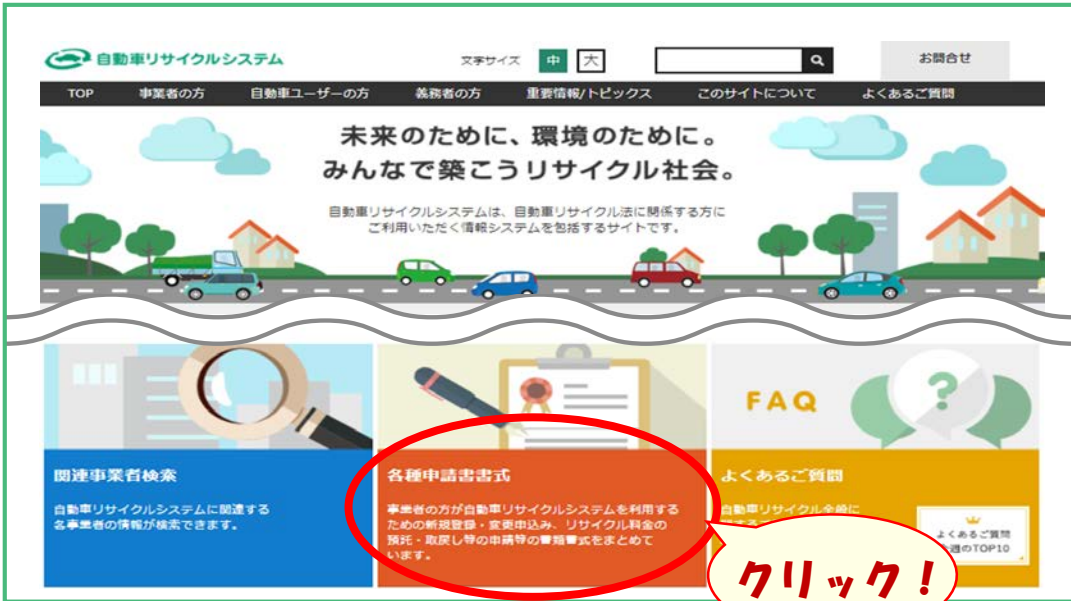 自動車リサイクルシステム
文字サイズ 中 大
お問合せ
TOP 事業者の方 自動車ユーザーの方 義務者の方 重要情報/トピックス このサイトについて よくあるご質問
未来のために、環境のために。
みんなで築こうリサイクル社会。
自動車リサイクルシステムは、自動車リサイクル法に関係する方に
ご利用いただく情報システムを包括するサイトです。
FAQ
?
関連事業者検索
自動車リサイクルシステムに関連する
各事業者の情報が検索できます。
各種申請書書式
事業者の方が自動車リサイクルシステムを利用する
ための新規登録・変更申込み、リサイクル料金の
預託・取戻し等の申請等の書類書式をまとめて
います。
よくあるご質問
自動車リサイクル全般に
よくあるご質問
週のTOP10
クリック！